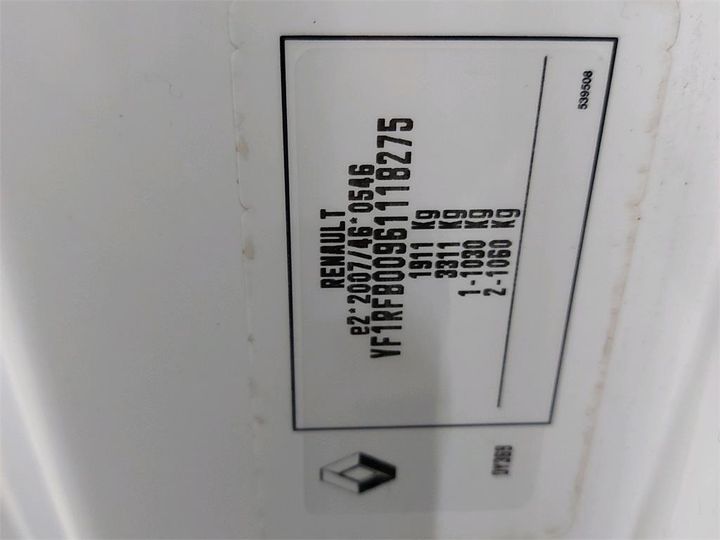 RENAULT
e2*2007/46*0546
VF1RFB00961118275
1911 Kg
3311 Kg
1-1030 Kg
2-1060 Kg
539508
DY369